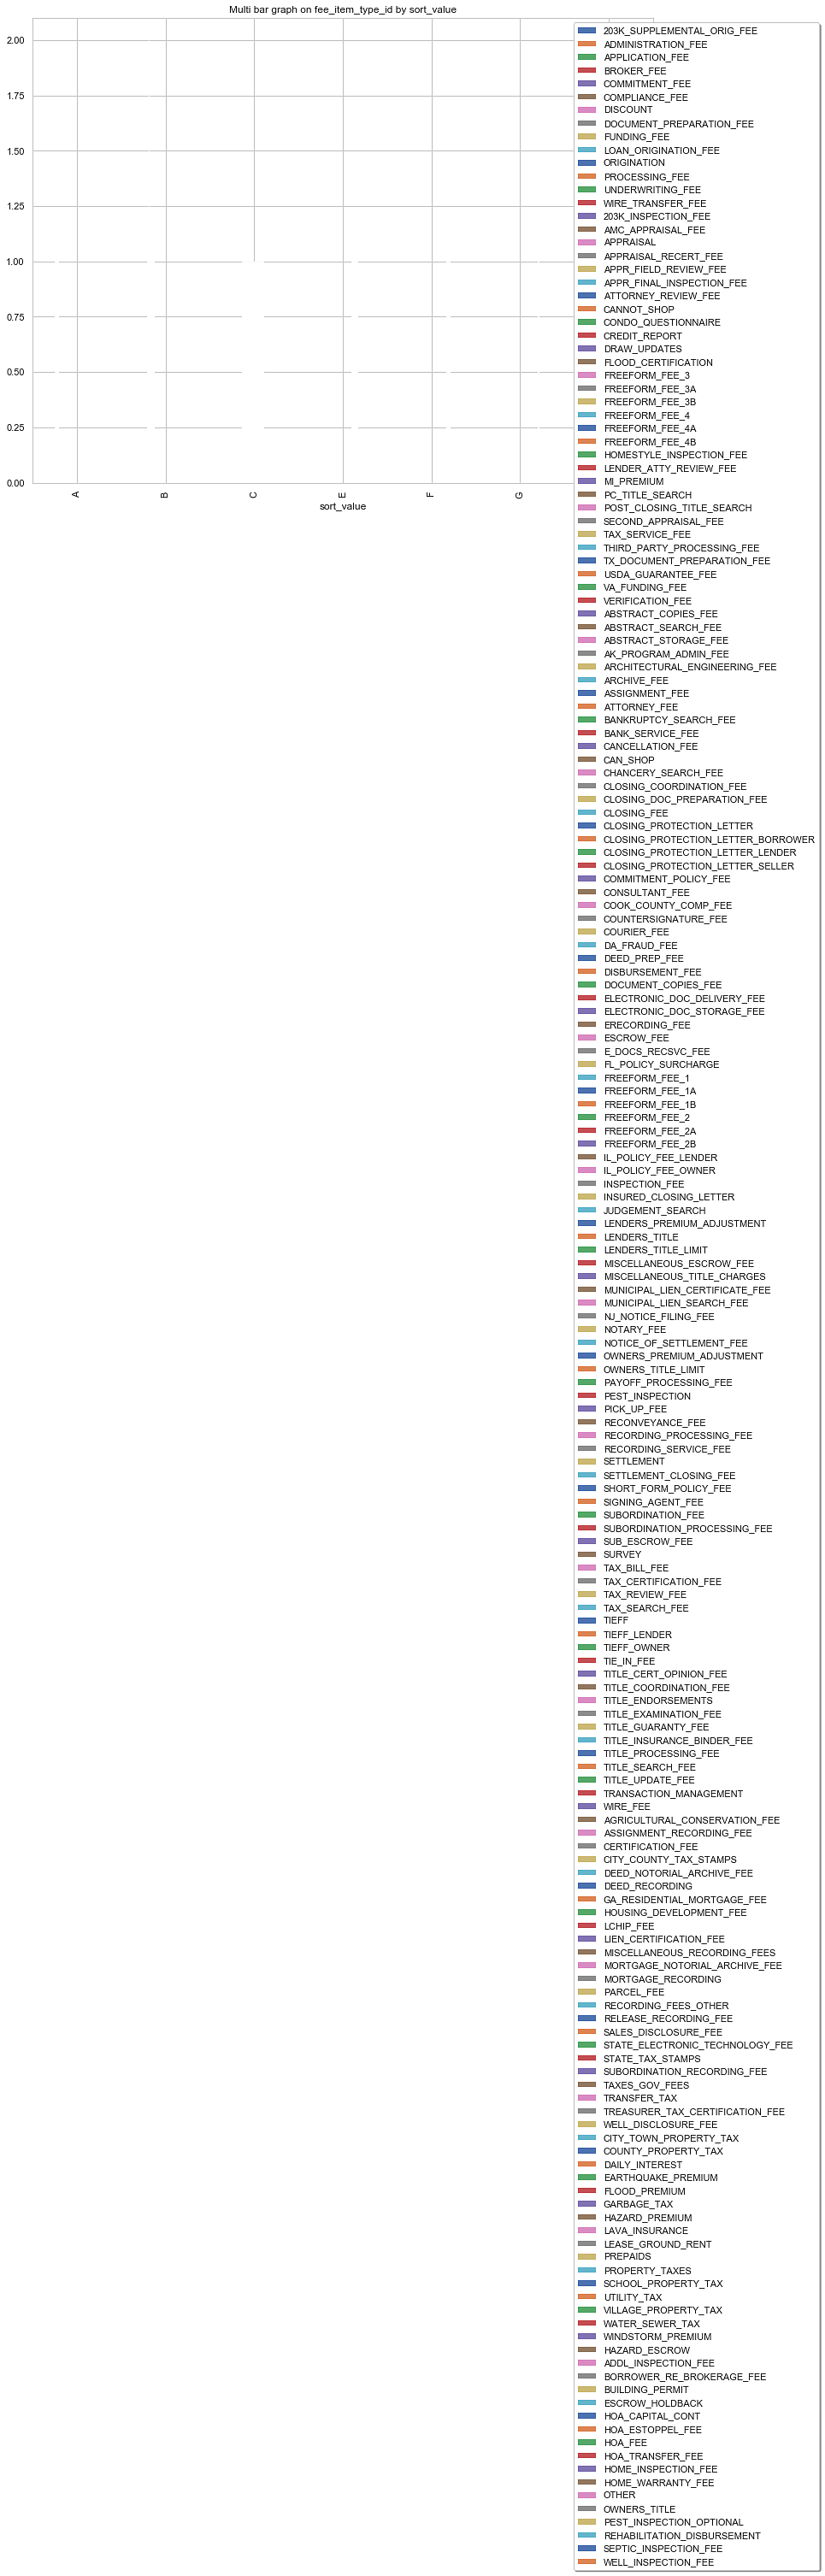 Multi bar graph on fee_item_type_id by sort_value
2.00
1.75
1.50
1.25
1.00
0.75
0.50
0.25
0.00
A
B
C
E
F
G
sort_value
203K_SUPPLEMENTAL_ORIG_FEE
ADMINISTRATION_FEE
APPLICATION_FEE
BROKER_FEE
COMMITMENT_FEE
COMPLIANCE_FEE
DISCOUNT
DOCUMENT_PREPARATION_FEE
FUNDING_FEE
LOAN_ORIGINATION_FEE
ORIGINATION
PROCESSING_FEE
UNDERWRITING_FEE
WIRE_TRANSFER_FEE
203K_INSPECTION_FEE
AMC_APPRAISAL_FEE
APPRAISAL
APPRAISAL_RECERT_FEE
APPR_FIELD_REVIEW_FEE
APPR_FINAL_INSPECTION_FEE
ATTORNEY_REVIEW_FEE
CANNOT_SHOP
CONDO_QUESTIONNAIRE
CREDIT_REPORT
DRAW_UPDATES
FLOOD_CERTIFICATION
FREEFORM_FEE_3
FREEFORM_FEE_3A
FREEFORM_FEE_3B
FREEFORM_FEE_4
FREEFORM_FEE_4A
FREEFORM_FEE_4B
HOMESTYLE_INSPECTION_FEE
LENDER_ATTY_REVIEW_FEE
MI_PREMIUM
PC_TITLE_SEARCH
POST_CLOSING_TITLE_SEARCH
SECOND_APPRAISAL_FEE
TAX_SERVICE_FEE
THIRD_PARTY_PROCESSING_FEE
TX_DOCUMENT_PREPARATION_FEE
USDA_GUARANTEE_FEE
VA_FUNDING_FEE
VERIFICATION_FEE
ABSTRACT_COPIES_FEE
ABSTRACT_SEARCH_FEE
ABSTRACT_STORAGE_FEE
AK_PROGRAM_ADMIN_FEE
ARCHITECTURAL_ENGINEERING_FEE
ARCHIVE_FEE
ASSIGNMENT_FEE
ATTORNEY_FEE
BANKRUPTCY_SEARCH_FEE
BANK_SERVICE_FEE
CANCELLATION_FEE
CAN_SHOP
CHANCERY_SEARCH_FEE
CLOSING_COORDINATION_FEE
CLOSING_DOC_PREPARATION_FEE
CLOSING_FEE
CLOSING_PROTECTION_LETTER
CLOSING_PROTECTION_LETTER_BORROWER
CLOSING_PROTECTION_LETTER_LENDER
CLOSING_PROTECTION_LETTER_SELLER
COMMITMENT_POLICY_FEE
CONSULTANT_FEE
COOK_COUNTY_COMP_FEE
COUNTERSIGNATURE_FEE
COURIER_FEE
DA_FRAUD_FEE
DEED_PREP_FEE
DISBURSEMENT_FEE
DOCUMENT_COPIES_FEE
ELECTRONIC_DOC_DELIVERY_FEE
ELECTRONIC_DOC_STORAGE_FEE
ERECORDING_FEE
ESCROW_FEE
E_DOCS_RECSVC_FEE
FL_POLICY_SURCHARGE
FREEFORM_FEE_1
FREEFORM_FEE_1A
FREEFORM_FEE_1B
FREEFORM_FEE_2
FREEFORM_FEE_2A
FREEFORM_FEE_2B
IL_POLICY_FEE_LENDER
IL_POLICY_FEE_OWNER
INSPECTION_FEE
INSURED_CLOSING_LETTER
JUDGEMENT_SEARCH
LENDERS_PREMIUM_ADJUSTMENT
LENDERS_TITLE
LENDERS_TITLE_LIMIT
MISCELLANEOUS_ESCROW_FEE
MISCELLANEOUS_TITLE_CHARGES
MUNICIPAL_LIEN_CERTIFICATE_FEE
MUNICIPAL_LIEN_SEARCH_FEE
NJ_NOTICE_FILING_FEE
NOTARY_FEE
NOTICE_OF_SETTLEMENT_FEE
OWNERS_PREMIUM_ADJUSTMENT
OWNERS_TITLE_LIMIT
PAYOFF_PROCESSING_FEE
PEST_INSPECTION
PICK_UP_FEE
RECONVEYANCE_FEE
RECORDING_PROCESSING_FEE
RECORDING_SERVICE_FEE
SETTLEMENT
SETTLEMENT_CLOSING_FEE
SHORT_FORM_POLICY_FEE
SIGNING_AGENT_FEE
SUBORDINATION_FEE
SUBORDINATION_PROCESSING_FEE
SUB_ESCROW_FEE
SURVEY
TAX_BILL_FEE
TAX_CERTIFICATION_FEE
TAX_REVIEW_FEE
TAX_SEARCH_FEE
TIEFF
TIEFF_LENDER
TIEFF_OWNER
TIE_IN_FEE
TITLE_CERT_OPINION_FEE
TITLE_COORDINATION_FEE
TITLE_ENDORSEMENTS
TITLE_EXAMINATION_FEE
TITLE_GUARANTY_FEE
TITLE_INSURANCE_BINDER_FEE
TITLE_PROCESSING_FEE
TITLE_SEARCH_FEE
TITLE_UPDATE_FEE
TRANSACTION_MANAGEMENT
WIRE_FEE
AGRICULTURAL_CONSERVATION_FEE
ASSIGNMENT_RECORDING_FEE
CERTIFICATION_FEE
CITY_COUNTY_TAX_STAMPS
DEED_NOTORIAL_ARCHIVE_FEE
DEED_RECORDING
GA_RESIDENTIAL_MORTGAGE_FEE
HOUSING_DEVELOPMENT_FEE
LCHIP_FEE
LIEN_CERTIFICATION_FEE
MISCELLANEOUS_RECORDING_FEES
MORTGAGE_NOTORIAL_ARCHIVE_FEE
MORTGAGE_RECORDING
PARCEL_FEE
RECORDING_FEES_OTHER
RELEASE_RECORDING_FEE
SALES_DISCLOSURE_FEE
STATE_ELECTRONIC_TECHNOLOGY_FEE
STATE_TAX_STAMPS
SUBORDINATION_RECORDING_FEE
TAXES_GOV_FEES
TRANSFER_TAX
TREASURER_TAX_CERTIFICATION_FEE
WELL_DISCLOSURE_FEE
CITY_TOWN_PROPERTY_TAX
COUNTY_PROPERTY_TAX
DAILY_INTEREST
EARTHQUAKE_PREMIUM
FLOOD_PREMIUM
GARBAGE_TAX
HAZARD_PREMIUM
LAVA_INSURANCE
LEASE_GROUND_RENT
PREPAIDS
PROPERTY_TAXES
SCHOOL_PROPERTY_TAX
UTILITY_TAX
VILLAGE_PROPERTY_TAX
WATER_SEWER_TAX
WINDSTORM_PREMIUM
HAZARD_ESCROW
ADDL_INSPECTION_FEE
BORROWER_RE_BROKERAGE_FEE
BUILDING_PERMIT
ESCROW_HOLDBACK
HOA_CAPITAL_CONT
HOA_ESTOPPEL_FEE
HOA_FEE
HOA_TRANSFER_FEE
HOME_INSPECTION_FEE
HOME_WARRANTY_FEE
OTHER
OWNERS_TITLE
PEST_INSPECTION_OPTIONAL
REHABILITATION_DISBURSEMENT
SEPTIC_INSPECTION_FEE
WELL_INSPECTION_FEE